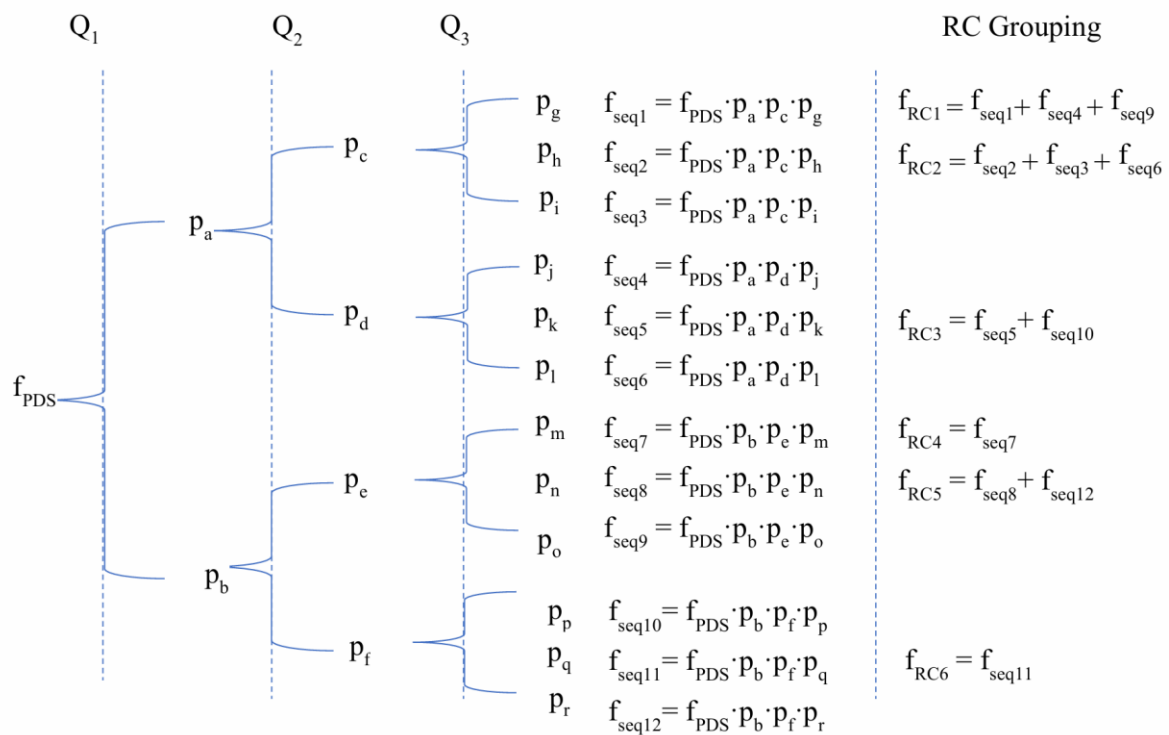 Q1 Q2 Q3 RC Grouping
pg fseq1 = fPDS·pa·pc·pg fRC1 = fseq1+ fseq4 + fseq9
pc ph fseq2 = fPDS·pa·pc·ph fRC2 = fseq2 + fseq3 + fseq6
pa pi fseq3 = fPDS·pa·pc·pi
pj fseq4 = fPDS·pa·pd·pj
pd pk fseq5 = fPDS·pa·pd·pk fRC3 = fseq5+ fseq10
fPDS pl fseq6 = fPDS·pa·pd·pl
pm fseq7 = fPDS·pb·pe·pm fRC4 = fseq7
pe pn fseq8 = fPDS·pb·pe·pn fRC5 = fseq8+ fseq12
pb po fseq9 = fPDS·pb·pe·po
pp fseq10= fPDS·pb·pf·pp
pf pq fseq11= fPDS·pb·pf·pq fRC6 = fseq11
pr fseq12= fPDS·pb·pf·pr